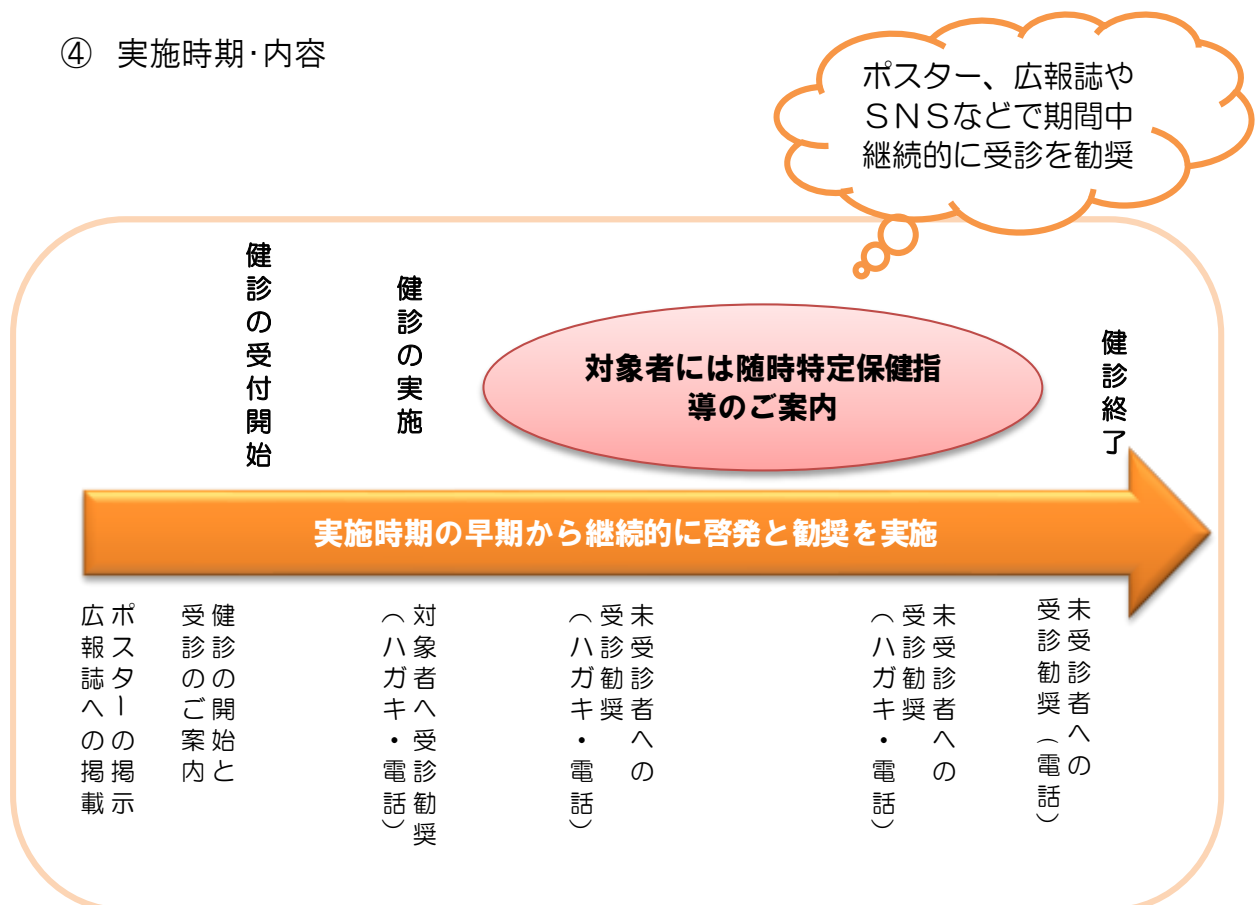 ④ 実施時期・内容
ポスター、広報誌や
ＳＮＳなどで期間中
継続的に受診を勧奨
健診の受付開始
健診の実施
対象者には随時特定保健指
導のご案内
健診終了
実施時期の早期から継続的に啓発と勧奨を実施
ポスターの掲示
広報誌への掲載
健診の開始と
受診のご案内
対象者へ受診勧奨
（ハガキ・電話）
未受診者への
受診勧奨
（ハガキ・電話）
未受診者への
受診勧奨
（ハガキ・電話）
未受診者への
受診勧奨（電話）